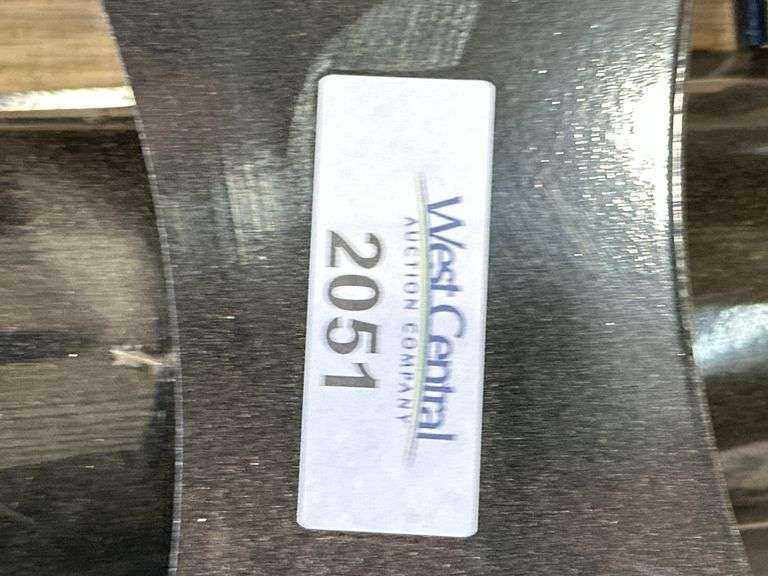 West Central
AUCTION COMPANY
2051